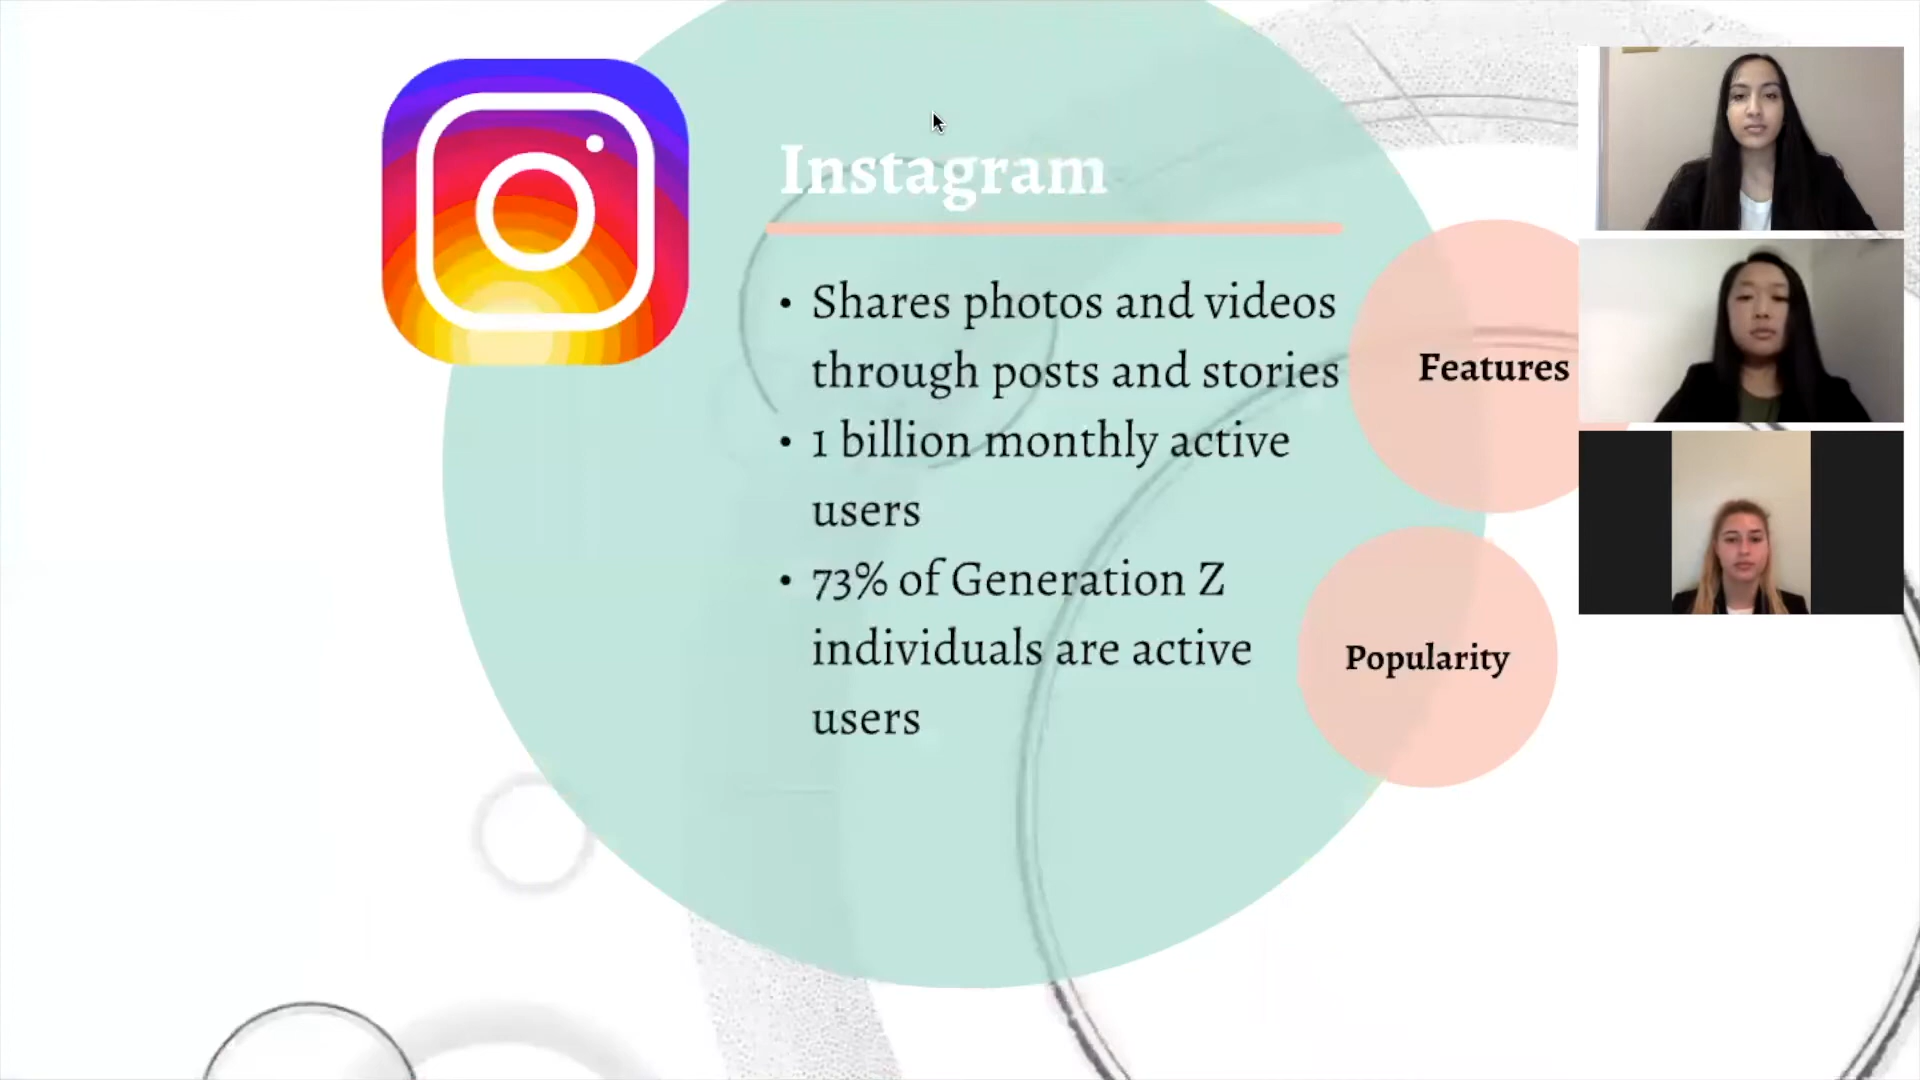 Instagram
• Shares photos and videos
through posts and stories
• 1 billion monthly active
users
• 73% of Generation Z
individuals are active
users
Features
Popularity